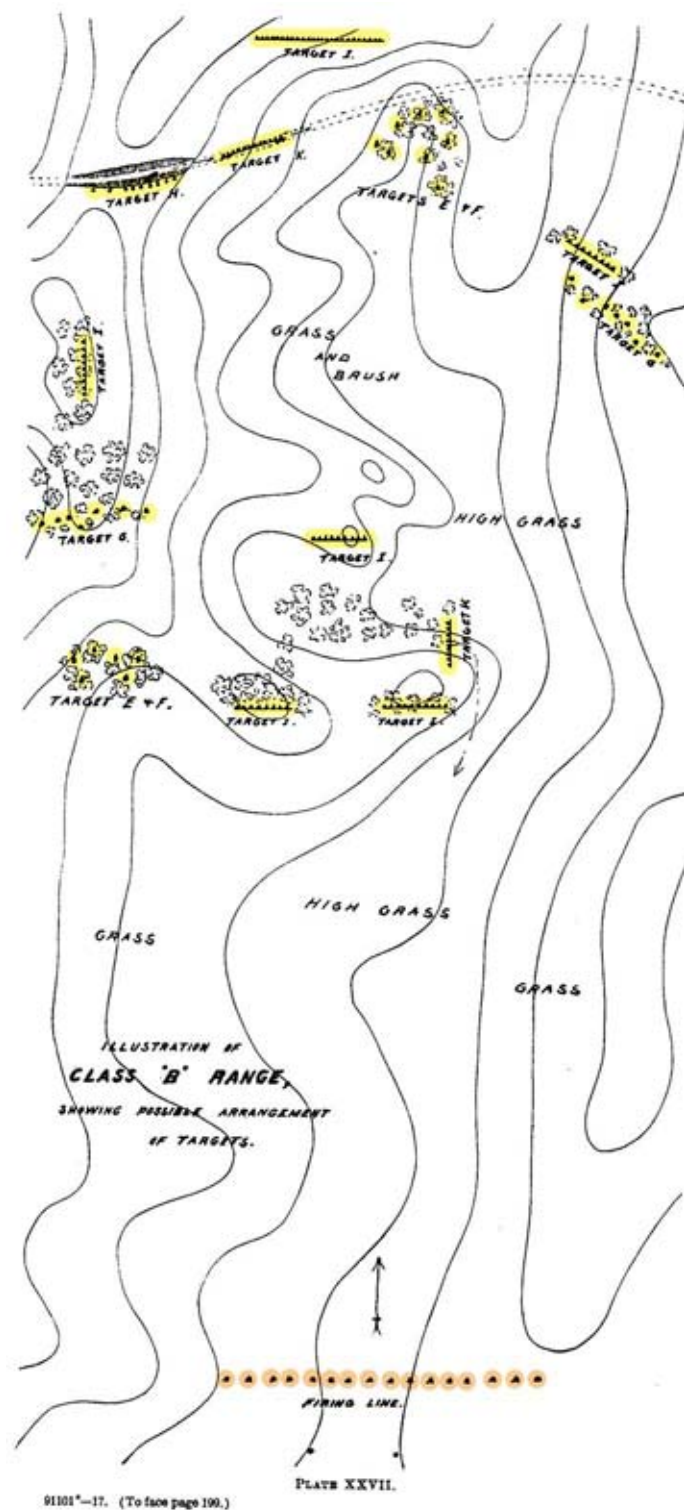 TARGET I.
TARGET K.
TARGET H.
TARGETS E & F.
TARGET I.
TARGET G.
TARGET I.
GRASS
AND
BRUSH
TARGET G.
HIGH GRASS
TARGET I.
TARGET K
TARGET E & F.
TARGET I.
TARGET I.
HIGH GRASS
GRASS
GRASS
ILLUSTRATION OF
CLASS "B" RANGE,
SHOWING POSSIBLE ARRANGEMENT
OF TARGETS.
FIRING LINE.
PLATE XXVII.
91101°—17. (To face page 199.)